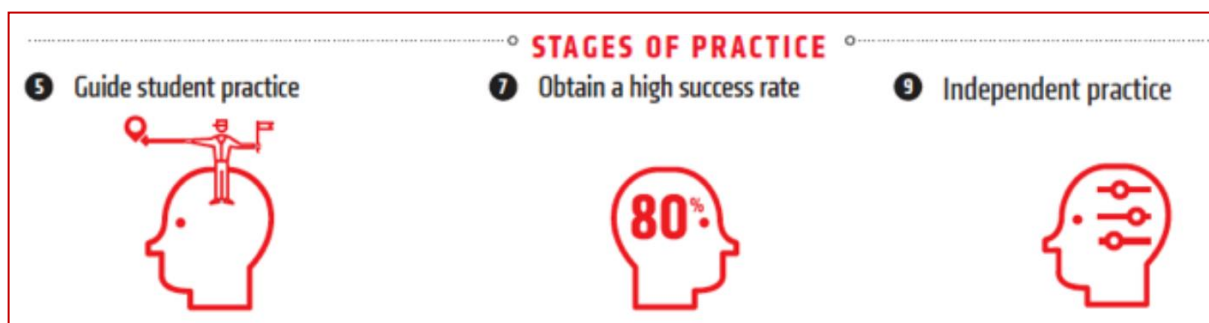 STAGES OF PRACTICE
5 Guide student practice
7 Obtain a high success rate
9 Independent practice
80%